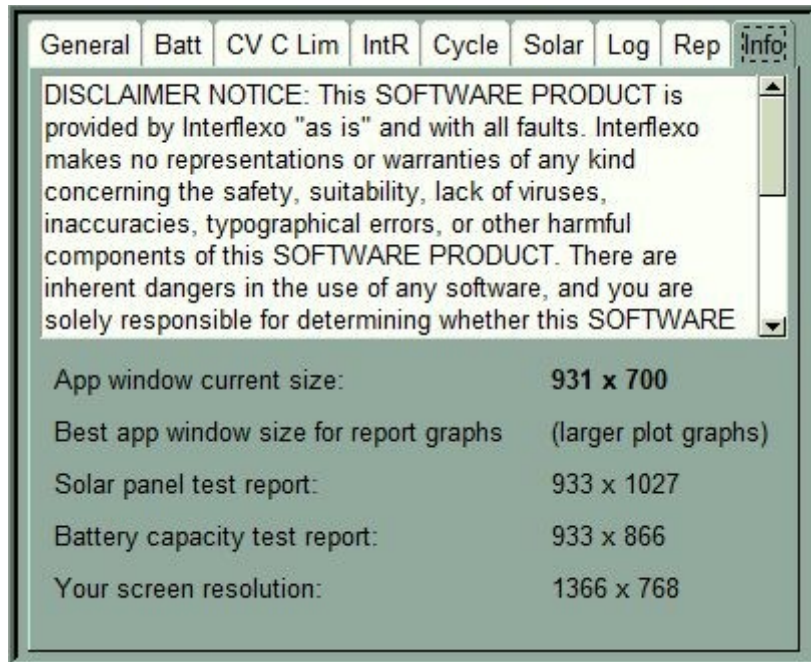 General Batt CV C Lim IntR Cycle Solar Log Rep Info
DISCLAIMER NOTICE: This SOFTWARE PRODUCT is
provided by Interflexo "as is" and with all faults. Interflexo
makes no representations or warranties of any kind
concerning the safety, suitability, lack of viruses,
inaccuracies, typographical errors, or other harmful
components of this SOFTWARE PRODUCT. There are
inherent dangers in the use of any software, and you are
solely responsible for determining whether this SOFTWARE
App window current size: 931 x 700
Best app window size for report graphs (larger plot graphs)
Solar panel test report: 933 x 1027
Battery capacity test report: 933 x 866
Your screen resolution: 1366 x 768